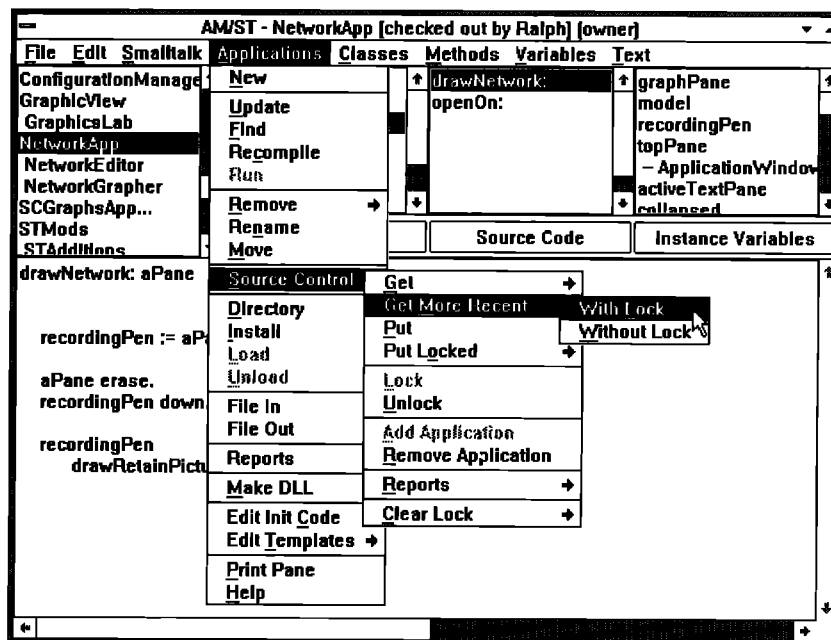 AM/ST - NetworkApp [checked out by Ralph] (owner)
File Edit Smalltalk Applications Classes Methods Variables Text
ConfigurationManage
GraphicView
GraphicsLab
NetworkApp
NetworkEditor
NetworkGrapher
SCGraphsApp...
STMods
STAdditions
New
Update
Find
Recompile
Run
Remove
Rename
Move
Source Control
Directory
Install
Load
Unload
File In
File Out
Reports
Make DLL
Edit Init Code
Edit Templates
Print Pane
Help
drawNetwork:
openOn:
graphPane
model
recordingPen
topPane
- ApplicationWindow
activeTextPane
collapsed
Source Code
Instance Variables
Get
Get More Recent
Put
Put Locked
Lock
Unlock
Add Application
Remove Application
Reports
Clear Lock
With Lock
Without Lock
drawNetwork: aPane
recordingPen := aPa
aPane erase.
recordingPen down.
recordingPen
drawRetainPictu